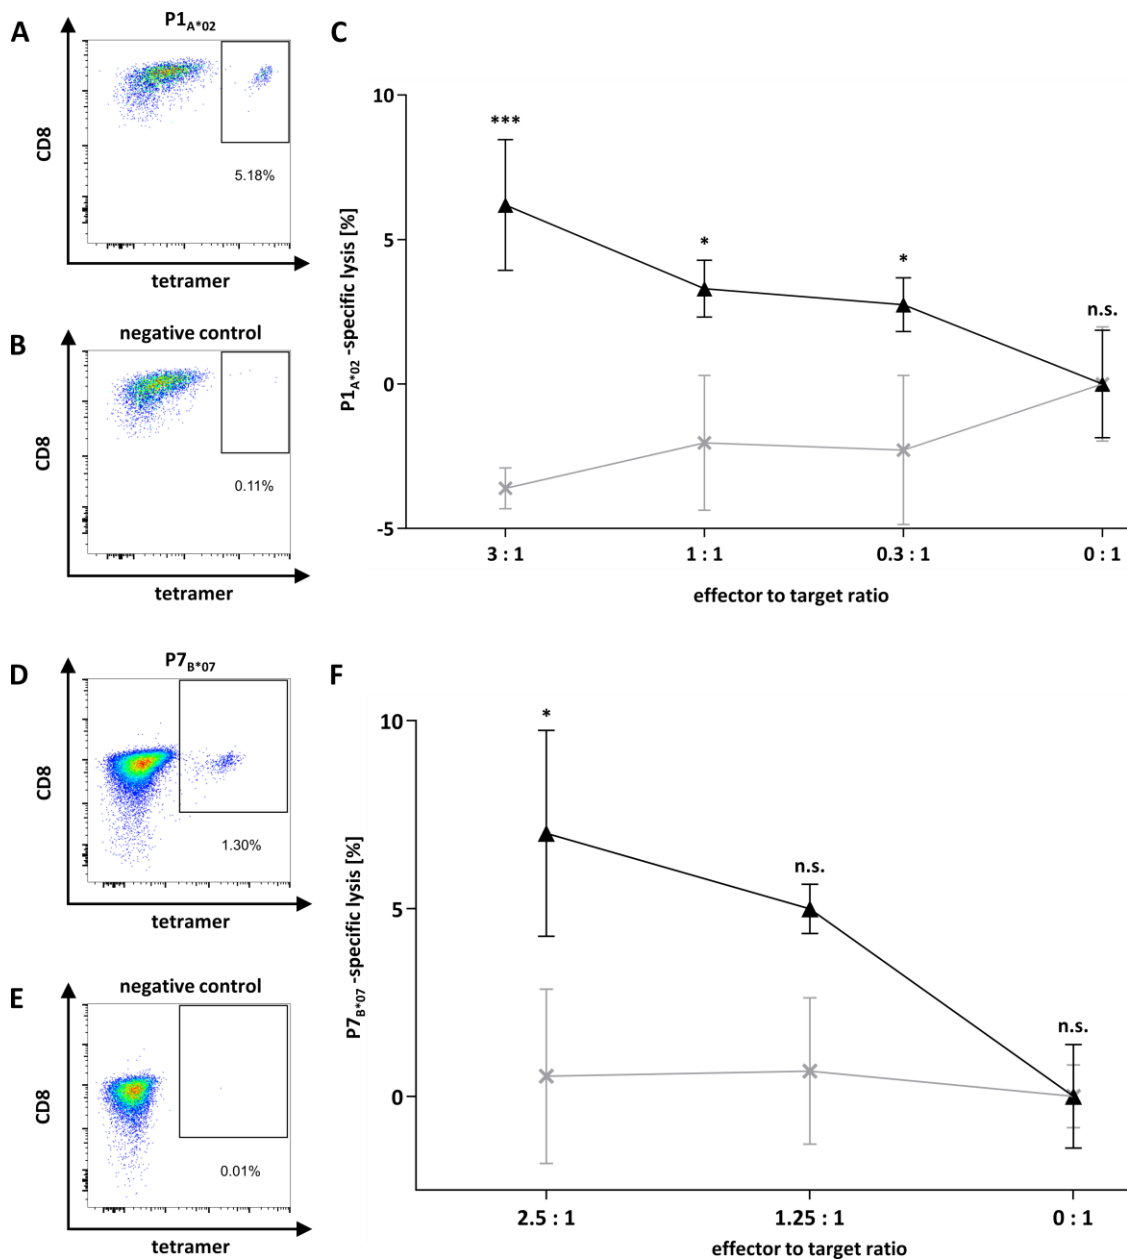 A
P1A*02
CD8
5.18%
tetramer
B
negative control
CD8
0.11%
tetramer
C
P1A*02 -specific lysis [%]
10
5
0
-5
***
*
*
n.s.
3 : 1
1 : 1
0.3 : 1
0 : 1
effector to target ratio
D
P7B*07
CD8
1.30%
tetramer
E
negative control
CD8
0.01%
tetramer
F
P7B*07 -specific lysis [%]
10
5
0
*
n.s.
n.s.
2.5 : 1
1.25 : 1
0 : 1
effector to target ratio